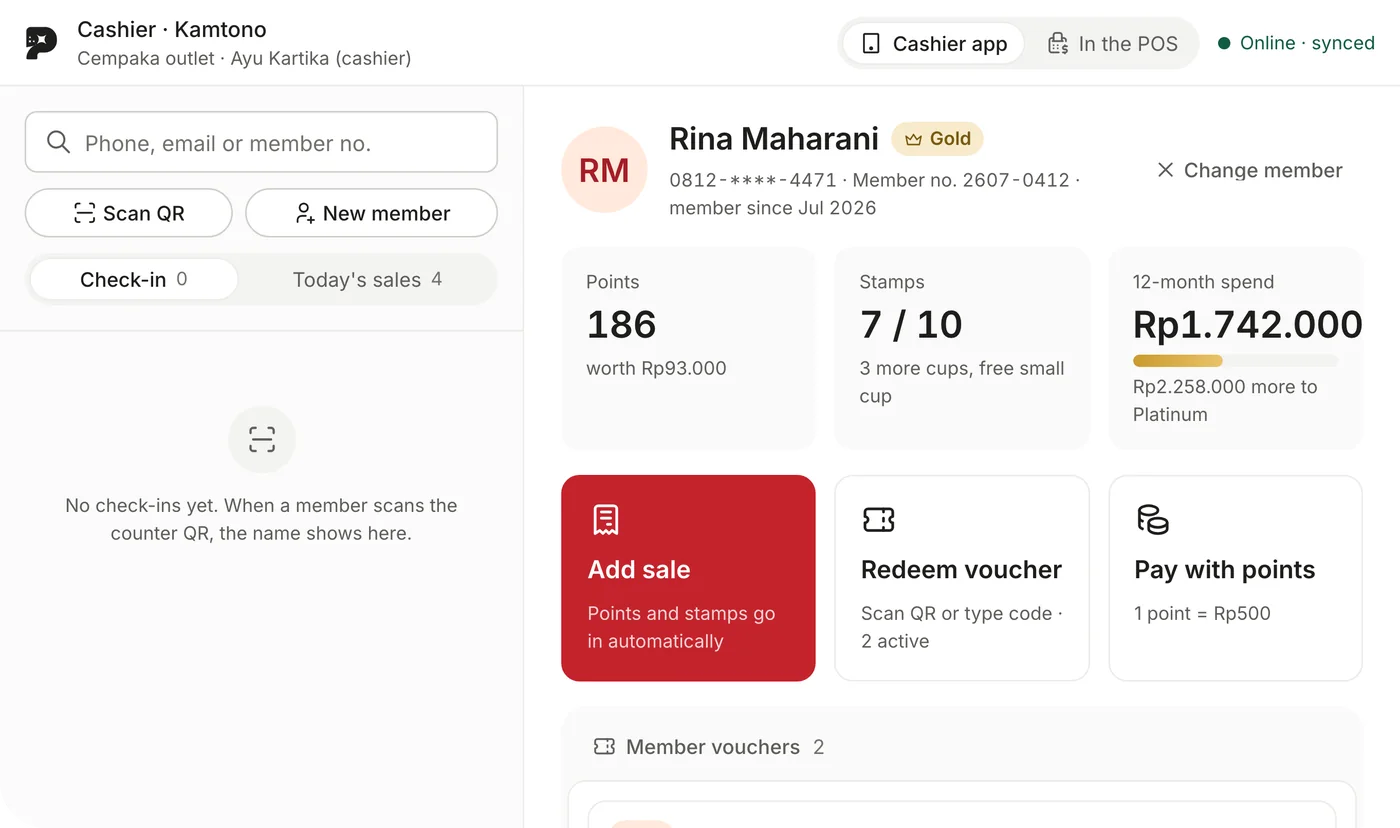 Cashier · Kamtono
Cempaka outlet · Ayu Kartika (cashier)
Cashier app
In the POS
Online · synced
Phone, email or member no.
Scan QR
New member
Check-in 0
Today's sales 4
No check-ins yet. When a member scans the
counter QR, the name shows here.
RM
Rina Maharani
Gold
0812-****-4471 · Member no. 2607-0412 ·
member since Jul 2026
Change member
Points
186
worth Rp93.000
Stamps
7 / 10
3 more cups, free small
cup
12-month spend
Rp1.742.000
Rp2.258.000 more to
Platinum
Add sale
Points and stamps go
in automatically
Redeem voucher
Scan QR or type code ·
2 active
Pay with points
1 point = Rp500
Member vouchers 2